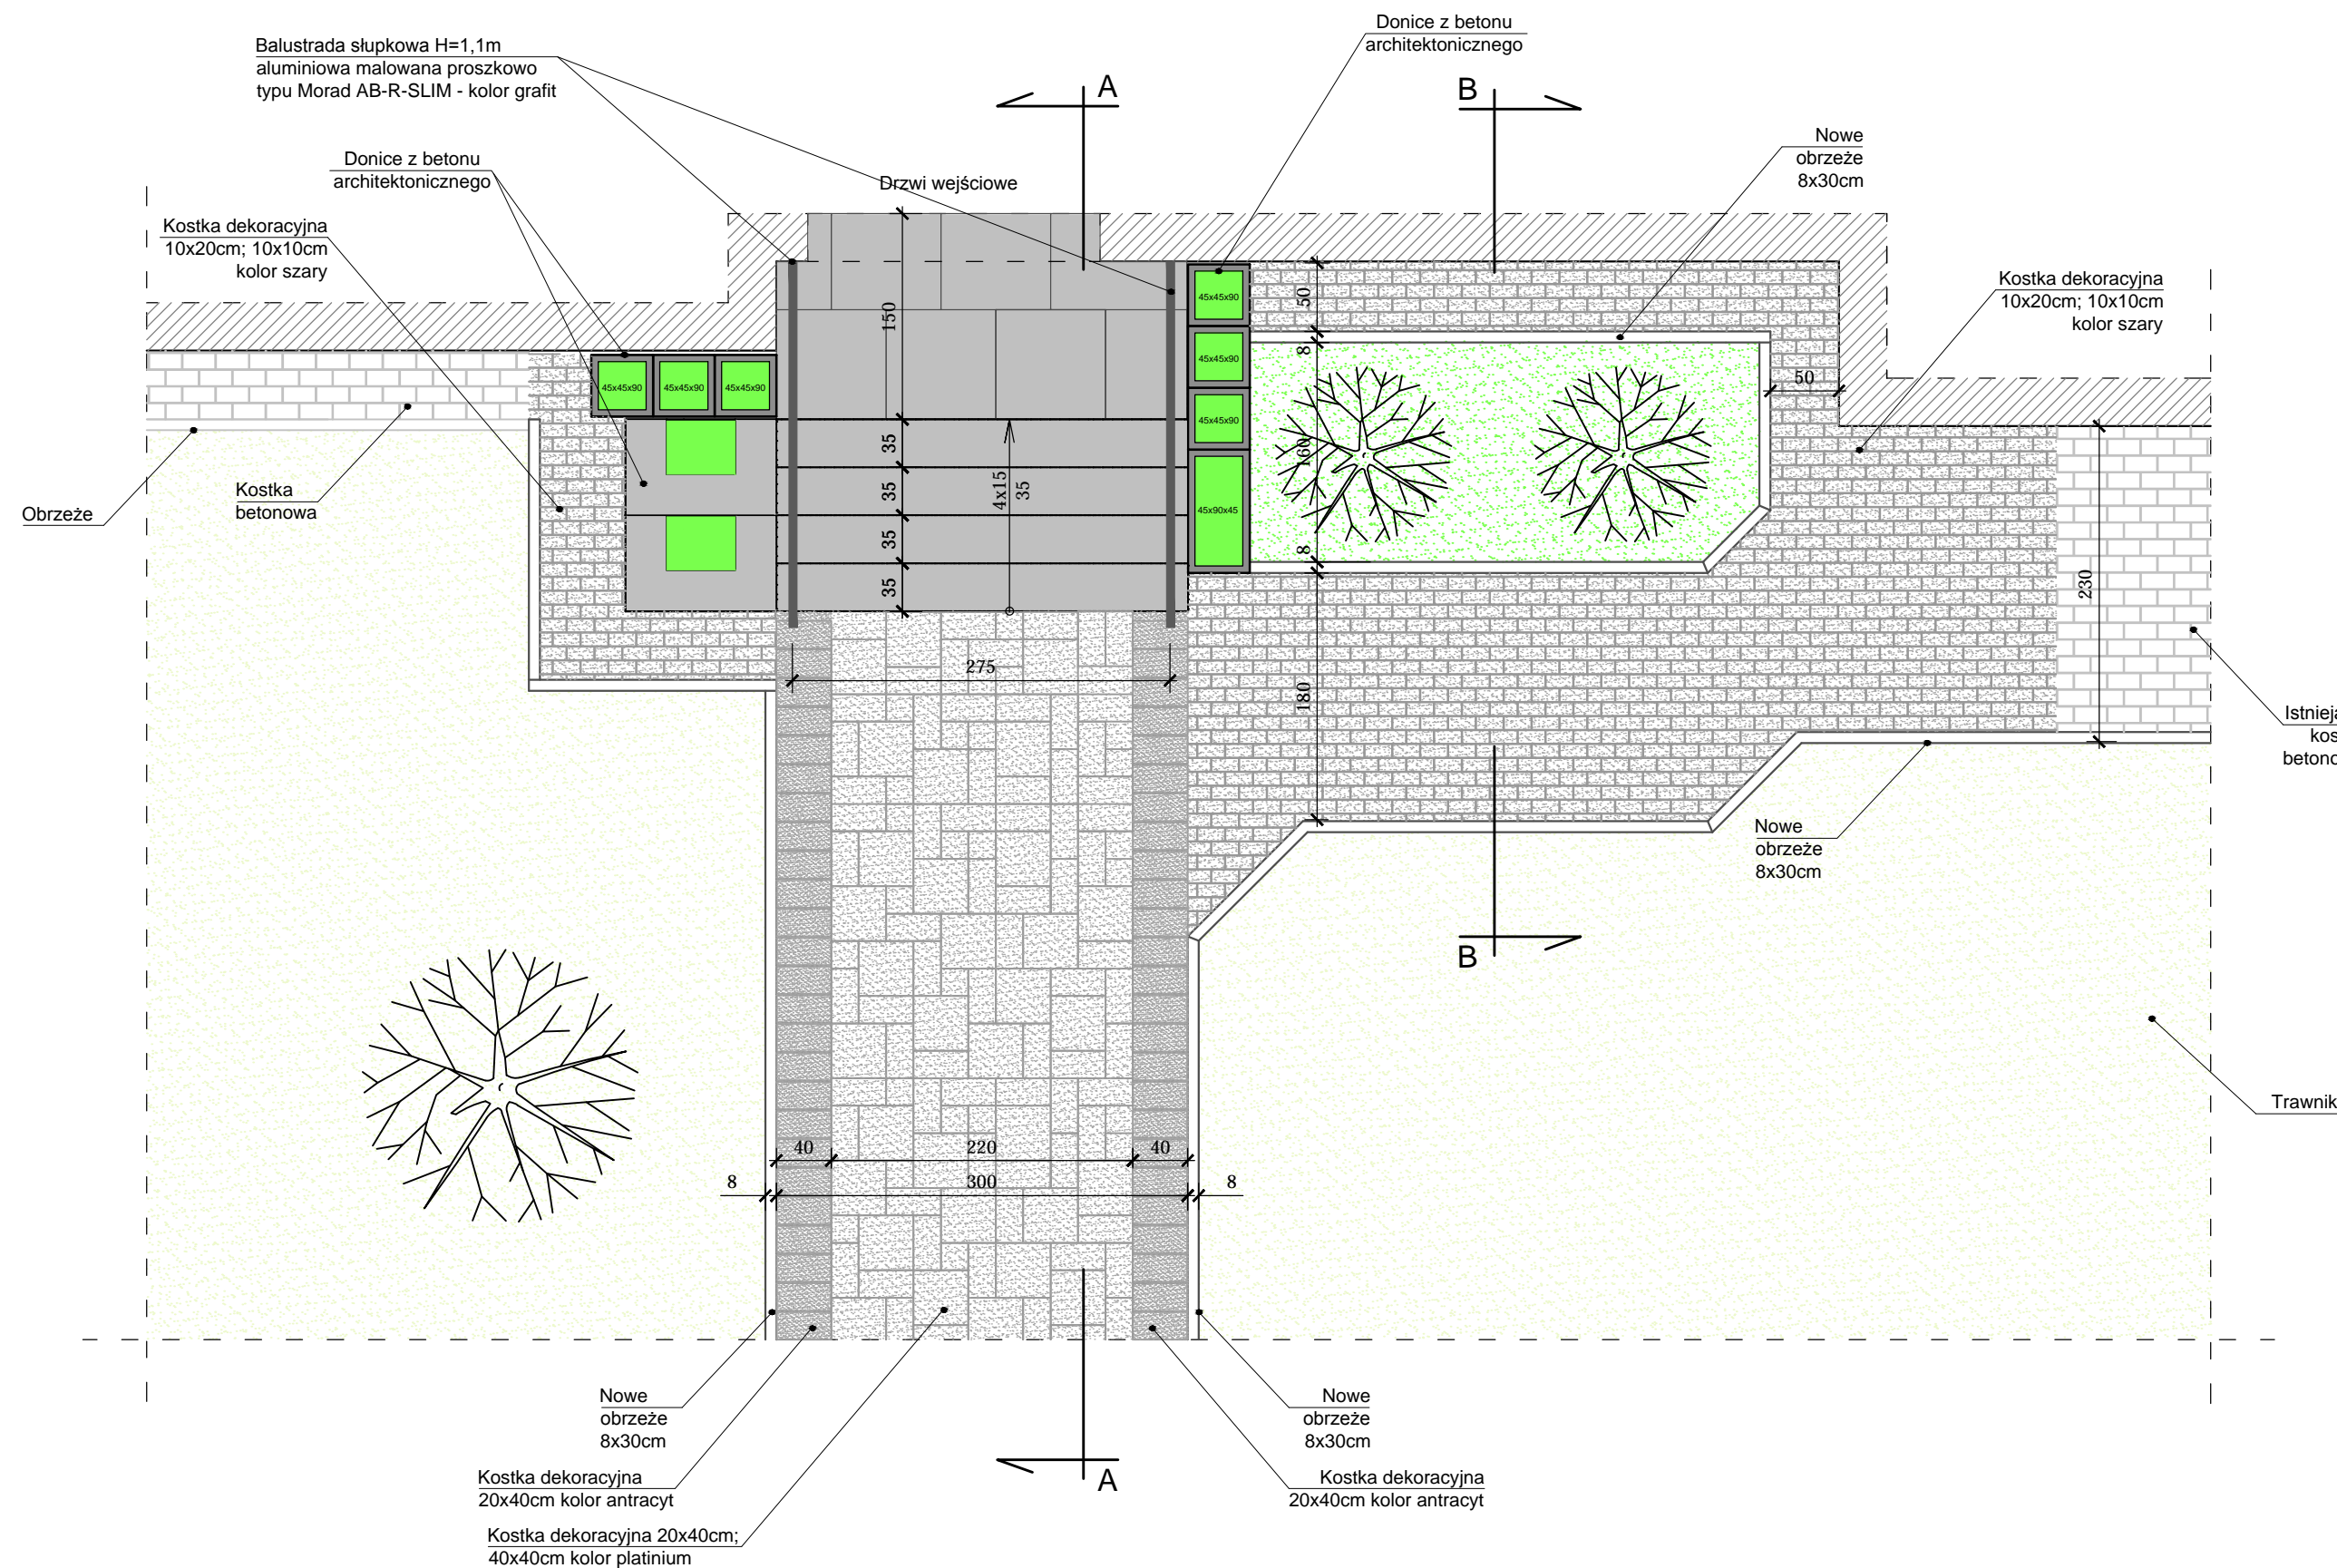 Donice z betonu
architektonicznego
Balustrada słupkowa H=1,1m
aluminiowa malowana proszkowo
typu Morad AB-R-SLIM - kolor grafit
A
B
Nowe
obrzeże
8x30cm
Donice z betonu
architektonicznego
Drzwi wejściowe
Kostka dekoracyjna
10x20cm; 10x10cm
kolor szary
Kostka dekoracyjna
10x20cm; 10x10cm
kolor szary
150
50
8
160
8
50
45x45x90
45x45x90
45x45x90
45x90x45
45x45x90
45x45x90
45x45x90
35
35
35
35
4x15
35
Kostka
betonowa
Obrzeże
230
275
180
Nowe
obrzeże
8x30cm
B
Trawnik
40
220
40
8
300
8
Nowe
obrzeże
8x30cm
Nowe
obrzeże
8x30cm
A
Kostka dekoracyjna
20x40cm kolor antracyt
Kostka dekoracyjna
20x40cm kolor antracyt
Kostka dekoracyjna 20x40cm;
40x40cm kolor platinium